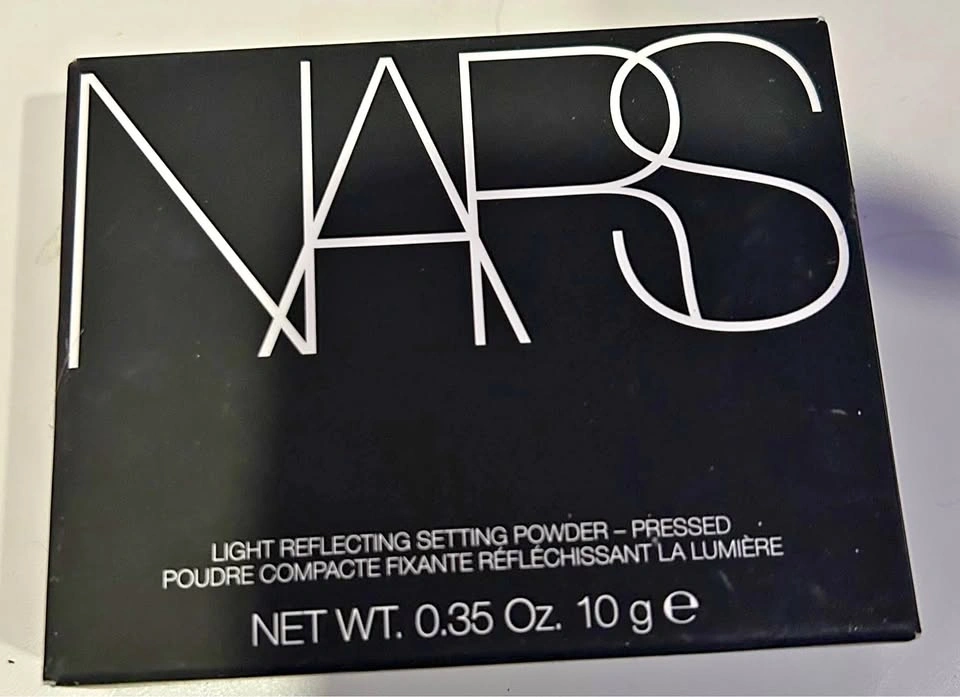 NARS
LIGHT REFLECTING SETTING POWDER – PRESSED
POUDRE COMPACTE FIXANTE RÉFLÉCHISSANT LA LUMIÈRE
NET WT. 0.35 Oz. 10 g ℮